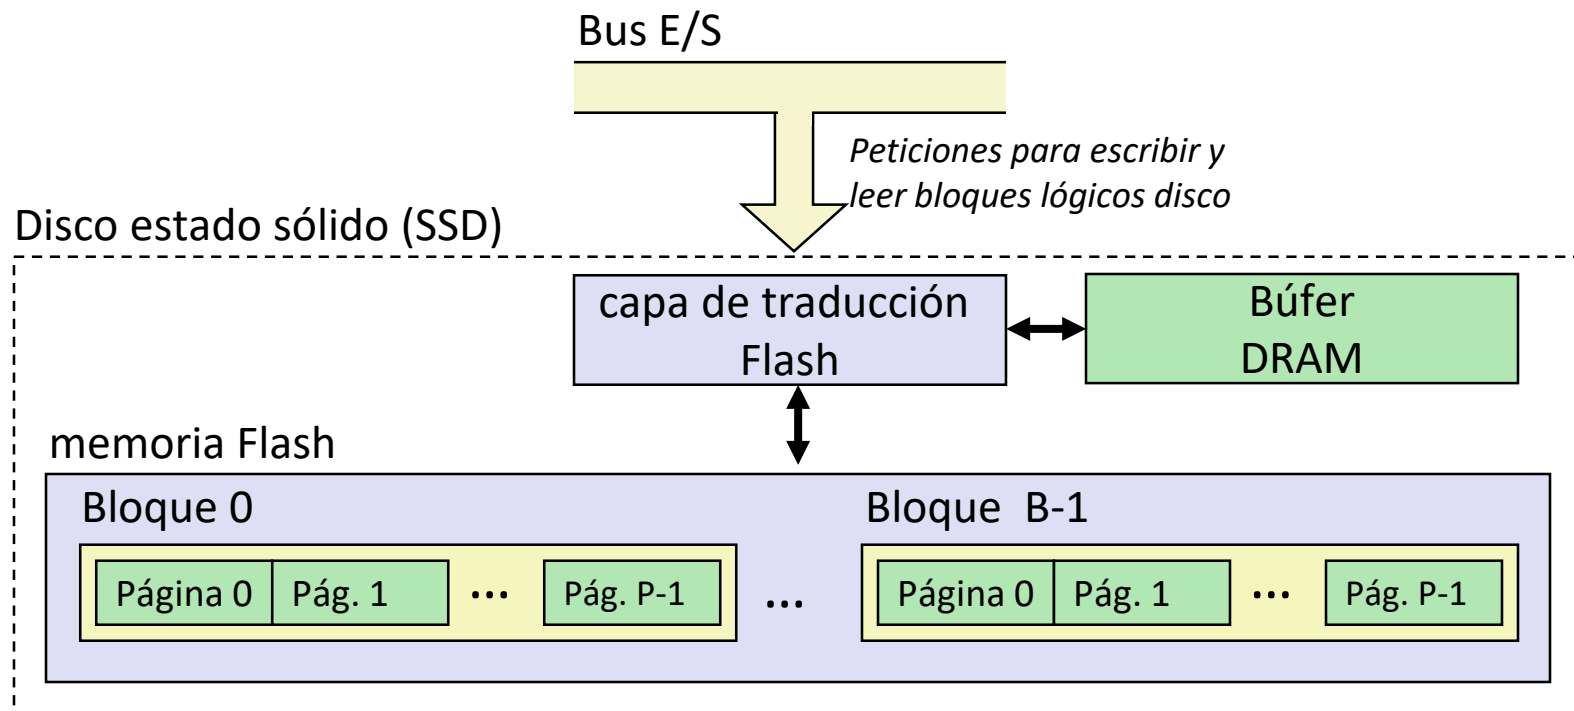 Bus E/S
Peticiones para escribir y
leer bloques lógicos disco
Disco estado sólido (SSD)
capa de traducción
Flash
Búfer
DRAM
memoria Flash
Bloque 0
Bloque B-1
Página 0
Pág. 1
...
Pág. P-1
...
Página 0
Pág. 1
...
Pág. P-1